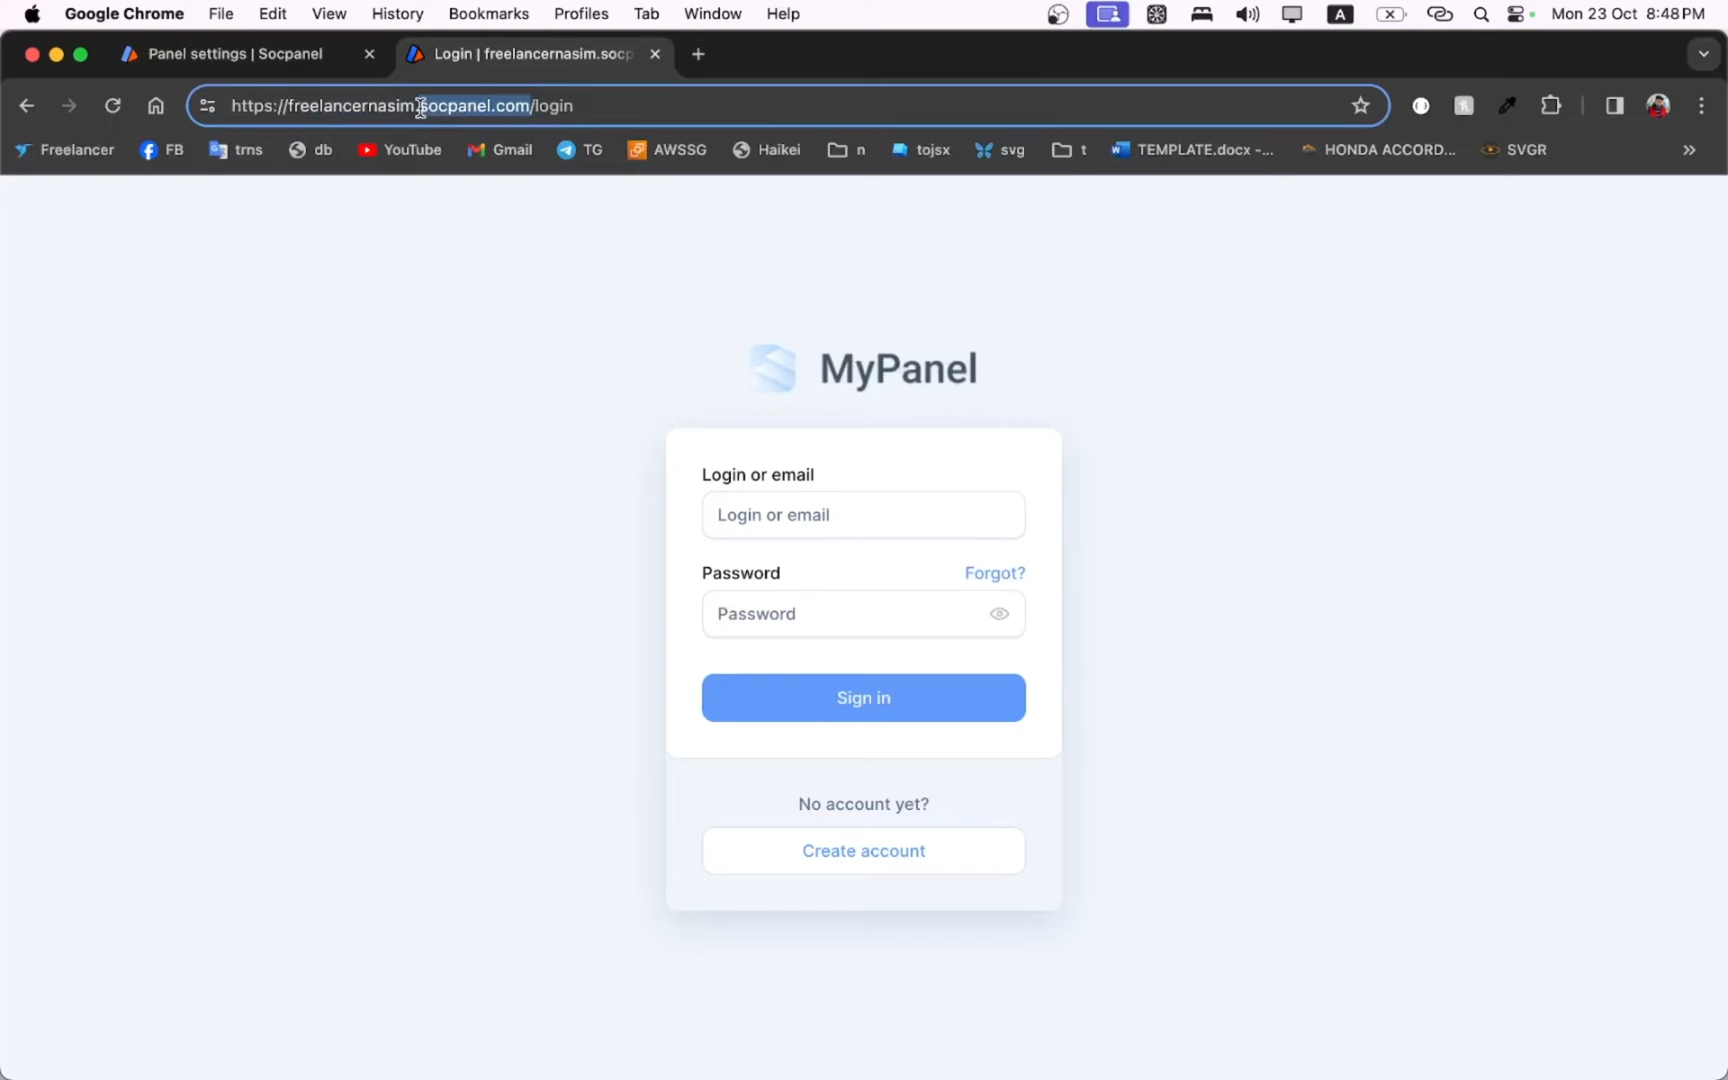 Google Chrome File Edit View History Bookmarks Profiles Tab Window Help A Mon 23 Oct 8:48 PM
Panel settings | Socpanel Login | freelancernasim.socp
https://freelancernasim.socpanel.com/login
Freelancer FB trns db YouTube Gmail TG AWSSG Haikei n tojsx svg t TEMPLATE.docx -... HONDA ACCORD... SVGR
MyPanel
Login or email
Login or email
Password Forgot?
Password
Sign in
No account yet?
Create account